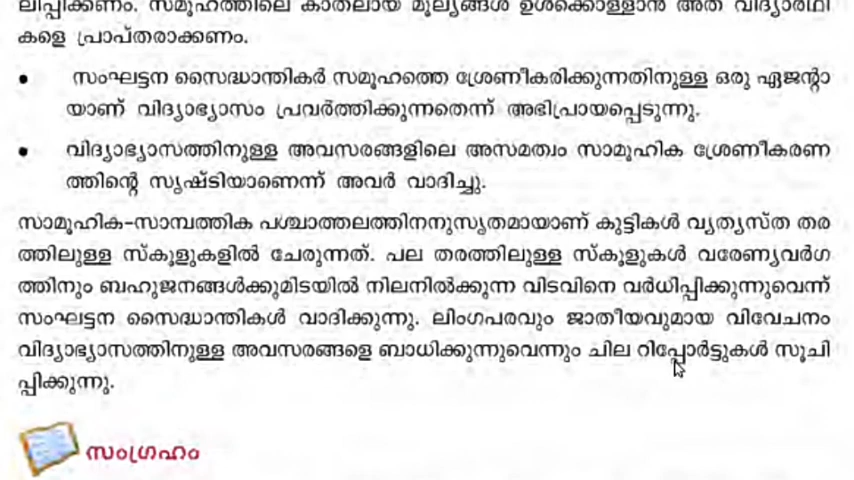 ലിപ്പിക്കണം. സമൂഹത്തിലെ കാതലായ മൂല്യങ്ങൾ ഉൾക്കൊള്ളാൻ അത് വിദ്യാർഥി
കളെ പ്രാപ്തരാക്കണം.
• സംഘട്ടന സൈദ്ധാന്തികർ സമൂഹത്തെ ശ്രേണീകരിക്കുന്നതിനുള്ള ഒരു ഏജന്റാ
യാണ് വിദ്യാഭ്യാസം പ്രവർത്തിക്കുന്നതെന്ന് അഭിപ്രായപ്പെടുന്നു.
• വിദ്യാഭ്യാസത്തിനുള്ള അവസരങ്ങളിലെ അസമത്വം സാമൂഹിക ശ്രേണീകരണ
ത്തിന്റെ സൃഷ്ടിയാണെന്ന് അവർ വാദിച്ചു.
സാമൂഹിക-സാമ്പത്തിക പശ്ചാത്തലത്തിനനുസൃതമായാണ് കുട്ടികൾ വ്യത്യസ്ത തര
ത്തിലുള്ള സ്കൂളുകളിൽ ചേരുന്നത്. പല തരത്തിലുള്ള സ്കൂളുകൾ വരേണ്യവർഗ
ത്തിനും ബഹുജനങ്ങൾക്കുമിടയിൽ നിലനിൽക്കുന്ന വിടവിനെ വർധിപ്പിക്കുന്നുവെന്ന്
സംഘട്ടന സൈദ്ധാന്തികൾ വാദിക്കുന്നു. ലിംഗപരവും ജാതീയവുമായ വിവേചനം
വിദ്യാഭ്യാസത്തിനുള്ള അവസരങ്ങളെ ബാധിക്കുന്നുവെന്നും ചില റിപ്പോർട്ടുകൾ സൂചി
പ്പിക്കുന്നു.
സംഗ്രഹം